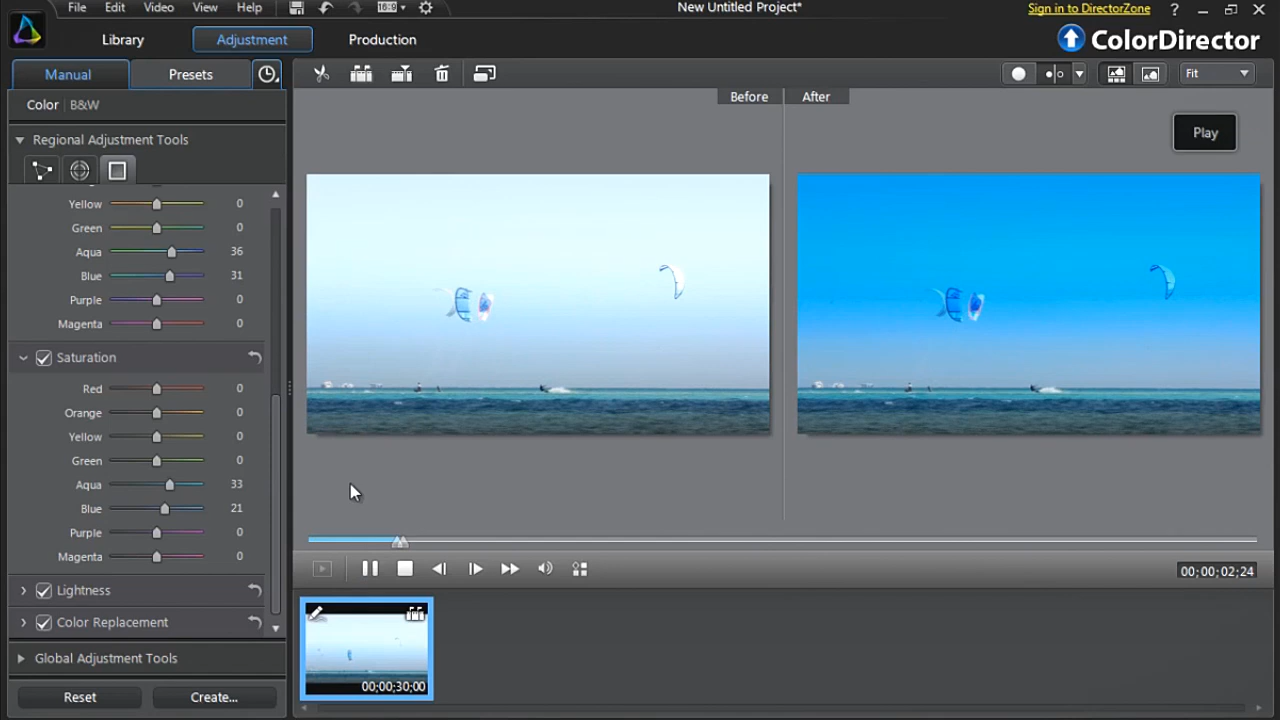 File Edit Video View Help 16:9 New Untitled Project* Sign in to DirectorZone ?
Library Adjustment Production ColorDirector
Manual Presets Fit
Before After
Color B&W
Play
Regional Adjustment Tools
Yellow 0
Green 0
Aqua 36
Blue 31
Purple 0
Magenta 0
Saturation
Red 0
Orange 0
Yellow 0
Green 0
Aqua 33
Blue 21
Purple 0
Magenta 0
00;00;02;24
Lightness
Color Replacement
Global Adjustment Tools
00;00;30;00
Reset Create...